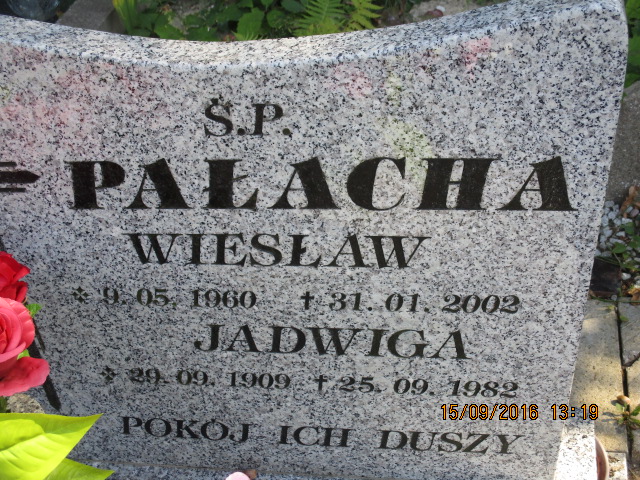 Ś.P.
PAŁACHA
WIESŁAW
* 9. 05. 1960 † 31. 01. 2002
JADWIGA
* 29. 09. 1909 † 25. 09. 1982
POKÓJ ICH DUSZY
15/09/2016 13:19